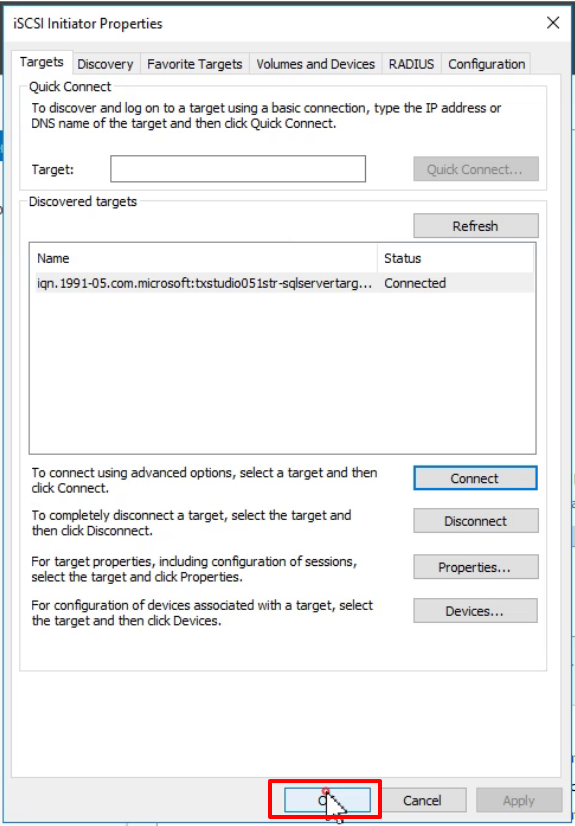 iSCSI Initiator Properties
Targets Discovery Favorite Targets Volumes and Devices RADIUS Configuration
Quick Connect
To discover and log on to a target using a basic connection, type the IP address or
DNS name of the target and then click Quick Connect.
Target: Quick Connect...
Discovered targets
Refresh
Name Status
iqn.1991-05.com.microsoft:txstudio051str-sqlservertarg... Connected
To connect using advanced options, select a target and then
click Connect.
Connect
To completely disconnect a target, select the target and
then click Disconnect.
Disconnect
For target properties, including configuration of sessions,
select the target and click Properties.
Properties...
For configuration of devices associated with a target, select
the target and then click Devices.
Devices...
Cancel Apply